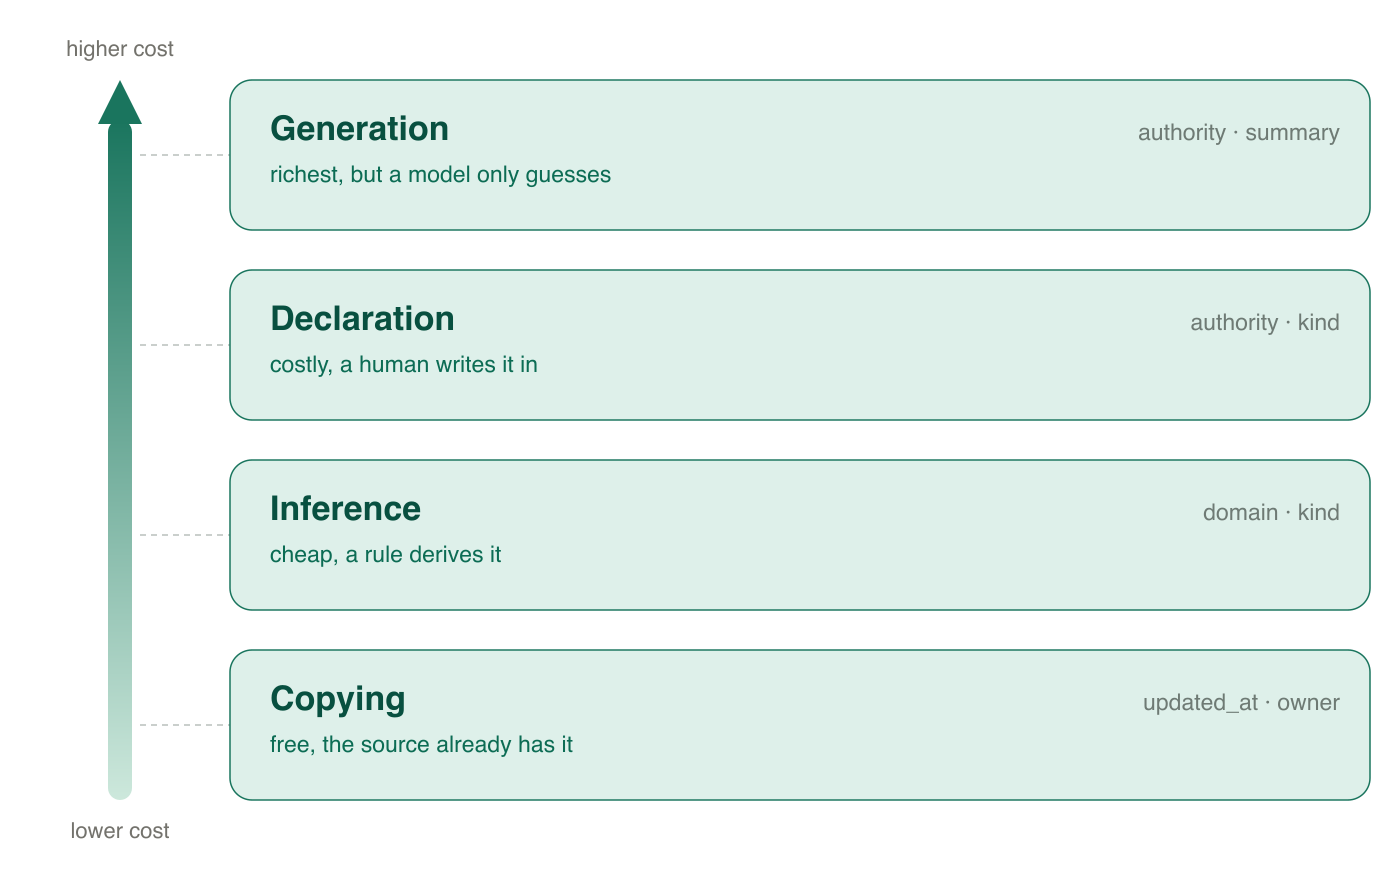 higher cost
Generation
authority · summary
richest, but a model only guesses
Declaration
authority · kind
costly, a human writes it in
Inference
domain · kind
cheap, a rule derives it
Copying
updated_at · owner
free, the source already has it
lower cost